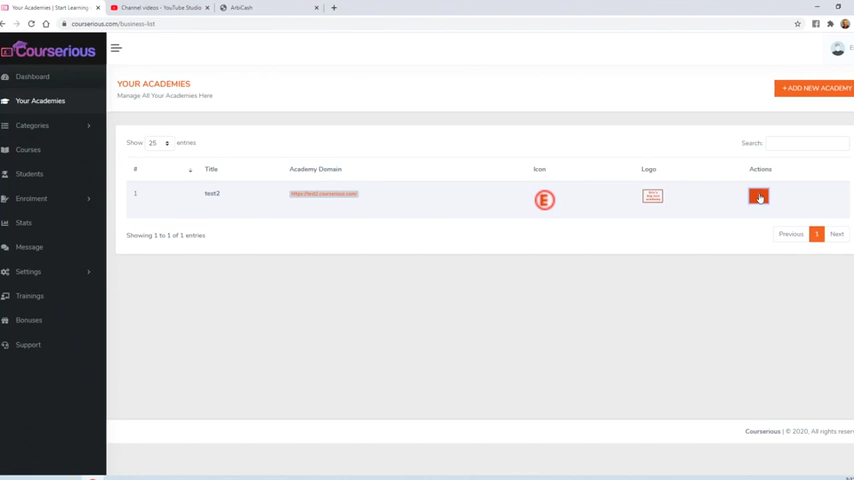 Your Academies | Start Learning
Channel videos - YouTube Studio
ArbiCash
courserious.com/business-list
Courserious
Dashboard
Your Academies
Categories
Courses
Students
Enrolment
Stats
Message
Settings
Trainings
Bonuses
Support
YOUR ACADEMIES
Manage All Your Academies Here
+ ADD NEW ACADEMY
Show 25 entries
Search:
# Title Academy Domain Icon Logo Actions
1 test2 https://test2.courserious.com/ E
Showing 1 to 1 of 1 entries
Previous 1 Next
Courserious | © 2020, All rights reser